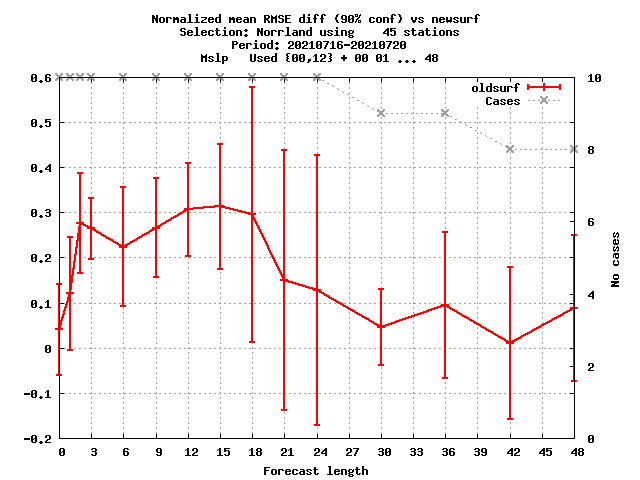 Normalized mean RMSE diff (90% conf) vs newsurf
Selection: Norrland using    45 stations
Period: 20210716-20210720
Mslp   Used {00,12} + 00 01 ... 48
oldsurf
Cases
0,6
0,5
0,4
0,3
0,2
0,1
0
-0,1
-0,2
10
8
6
4
2
0
No cases
0 3 6 9 12 15 18 21 24 27 30 33 36 39 42 45 48
Forecast length